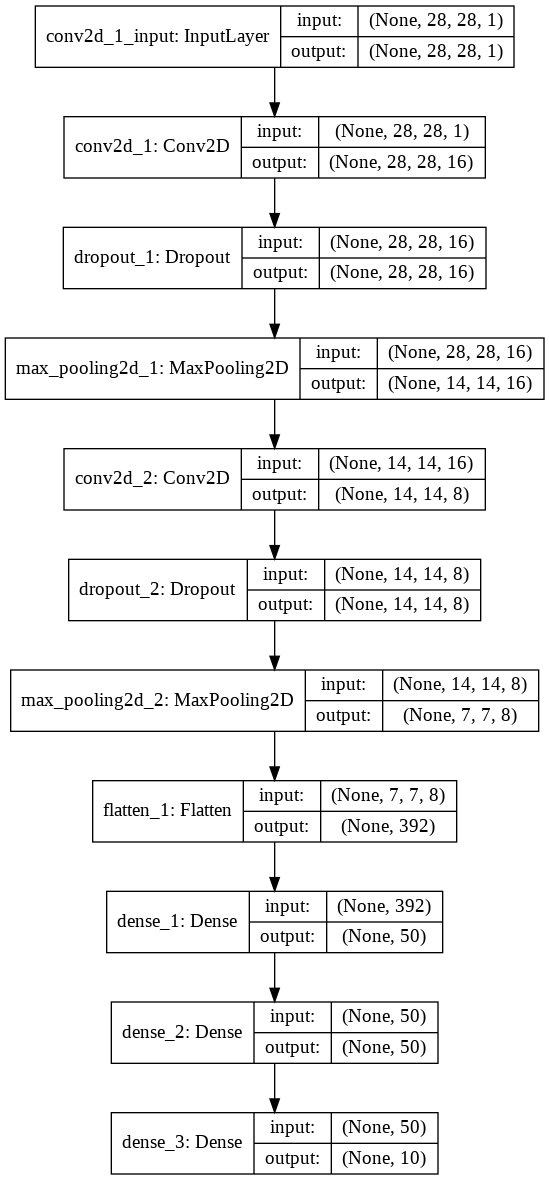 conv2d_1_input: InputLayer
input: (None, 28, 28, 1)
output: (None, 28, 28, 1)
conv2d_1: Conv2D
input: (None, 28, 28, 1)
output: (None, 28, 28, 16)
dropout_1: Dropout
input: (None, 28, 28, 16)
output: (None, 28, 28, 16)
max_pooling2d_1: MaxPooling2D
input: (None, 28, 28, 16)
output: (None, 14, 14, 16)
conv2d_2: Conv2D
input: (None, 14, 14, 16)
output: (None, 14, 14, 8)
dropout_2: Dropout
input: (None, 14, 14, 8)
output: (None, 14, 14, 8)
max_pooling2d_2: MaxPooling2D
input: (None, 14, 14, 8)
output: (None, 7, 7, 8)
flatten_1: Flatten
input: (None, 7, 7, 8)
output: (None, 392)
dense_1: Dense
input: (None, 392)
output: (None, 50)
dense_2: Dense
input: (None, 50)
output: (None, 50)
dense_3: Dense
input: (None, 50)
output: (None, 10)